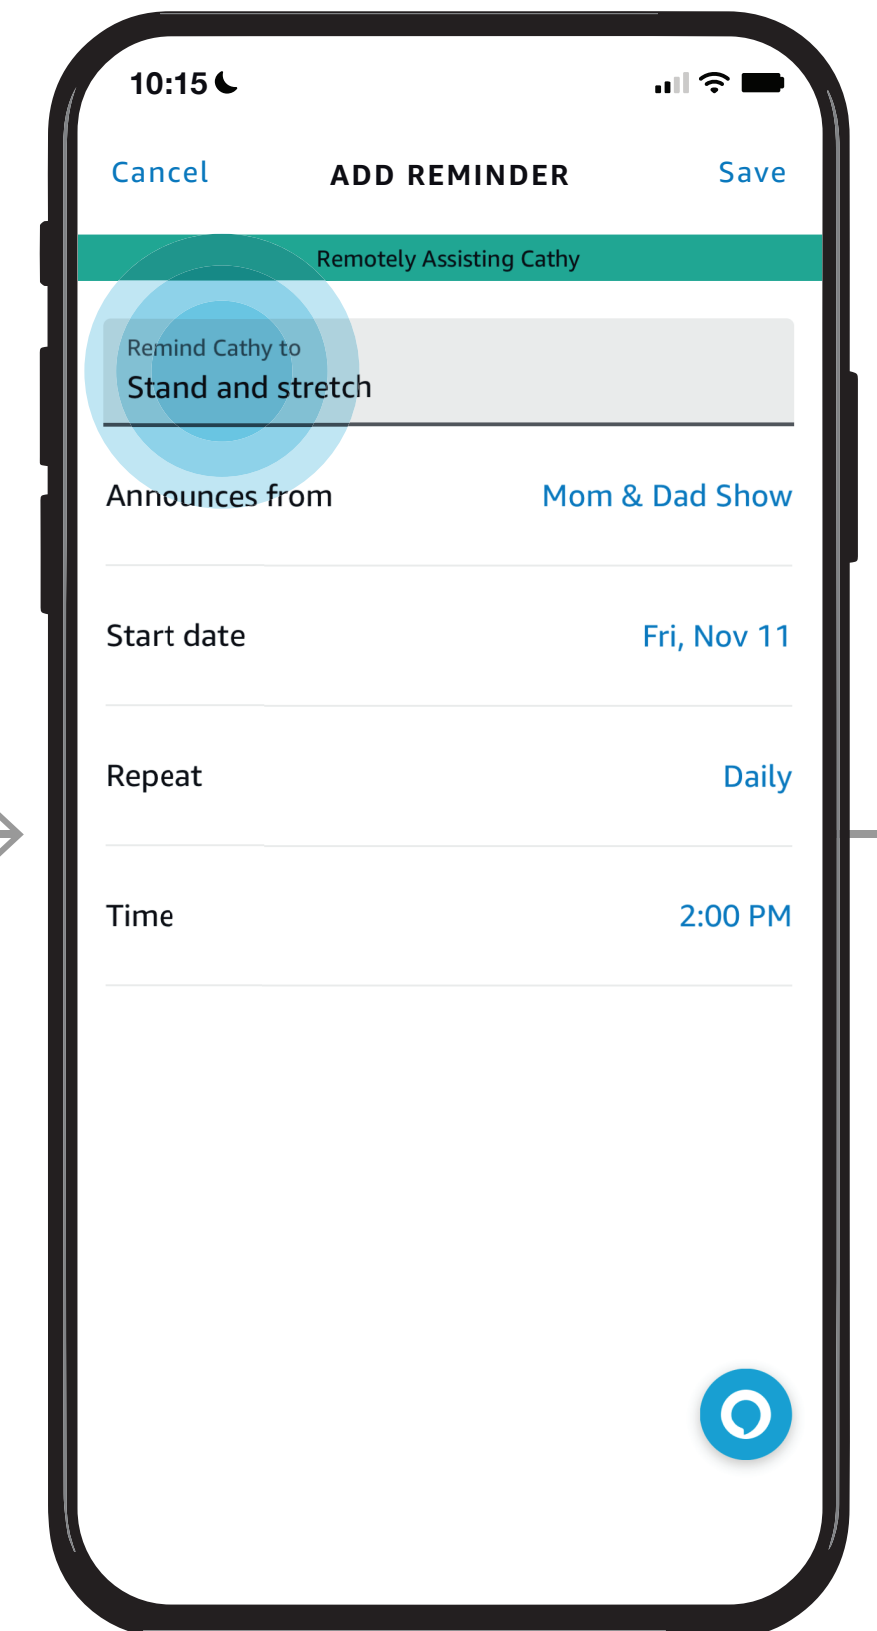 10:15
Cancel ADD REMINDER Save
Remotely Assisting Cathy
Remind Cathy to
Stand and stretch
Announces from Mom & Dad Show
Start date Fri, Nov 11
Repeat Daily
Time 2:00 PM